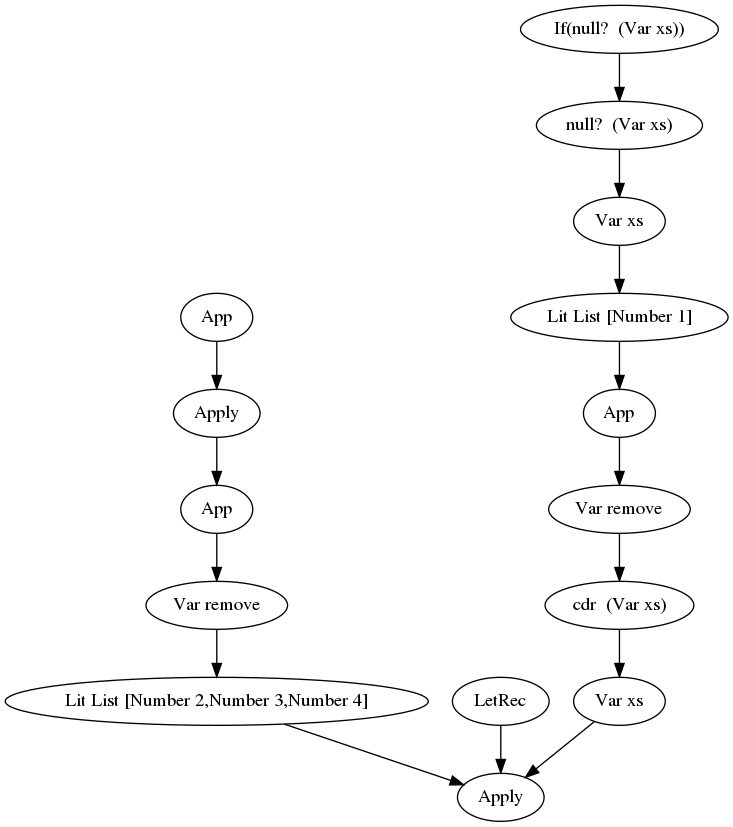 If(null?  (Var xs))
null?  (Var xs)
Var xs
App
Lit List [Number 1]
Apply
App
App
Var remove
Var remove
cdr  (Var xs)
Lit List [Number 2,Number 3,Number 4]
LetRec
Var xs
Apply